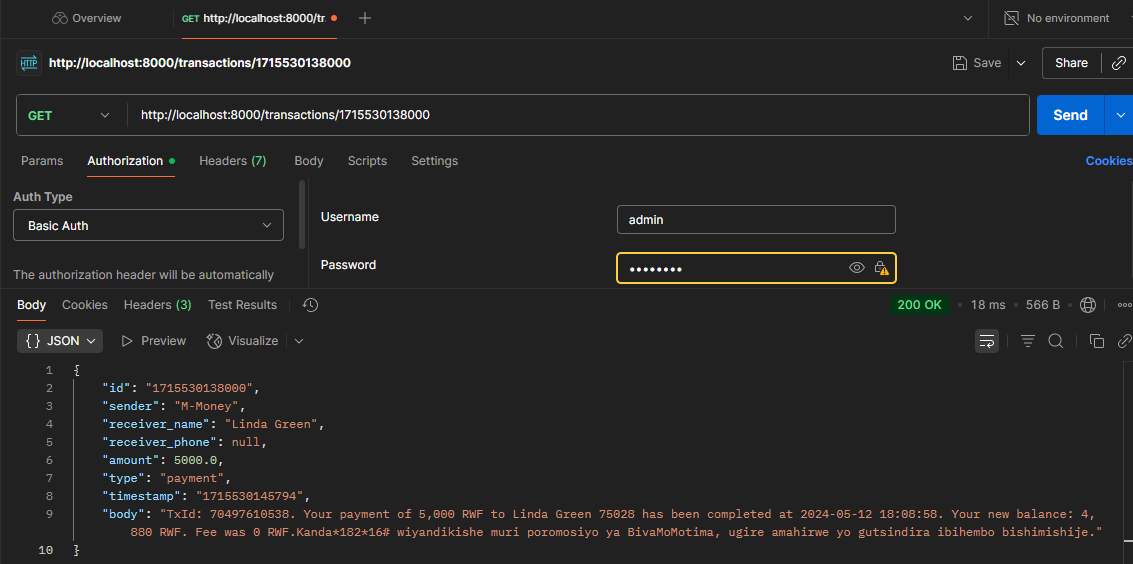 Overview
GET http://localhost:8000/tr.
No environment
HTTP http://localhost:8000/transactions/1715530138000
Save
Share
GET http://localhost:8000/transactions/1715530138000
Send
Params Authorization Headers (7) Body Scripts Settings
Cookies
Auth Type
Basic Auth
The authorization header will be automatically
Username
admin
Password
••••••••
Body Cookies Headers (3) Test Results
200 OK • 18 ms • 566 B
{} JSON Preview Visualize
1 {
2 "id": "1715530138000",
3 "sender": "M-Money",
4 "receiver_name": "Linda Green",
5 "receiver_phone": null,
6 "amount": 5000.0,
7 "type": "payment",
8 "timestamp": "1715530145794",
9 "body": "TxId: 70497610538. Your payment of 5,000 RWF to Linda Green 75028 has been completed at 2024-05-12 18:08:58. Your new balance: 4,
880 RWF. Fee was 0 RWF.Kanda*182*16# wiyandikishe muri poromosiyo ya BivaMoMotima, ugire amahirwe yo gutsindira ibihembo bishimishije."
10 }